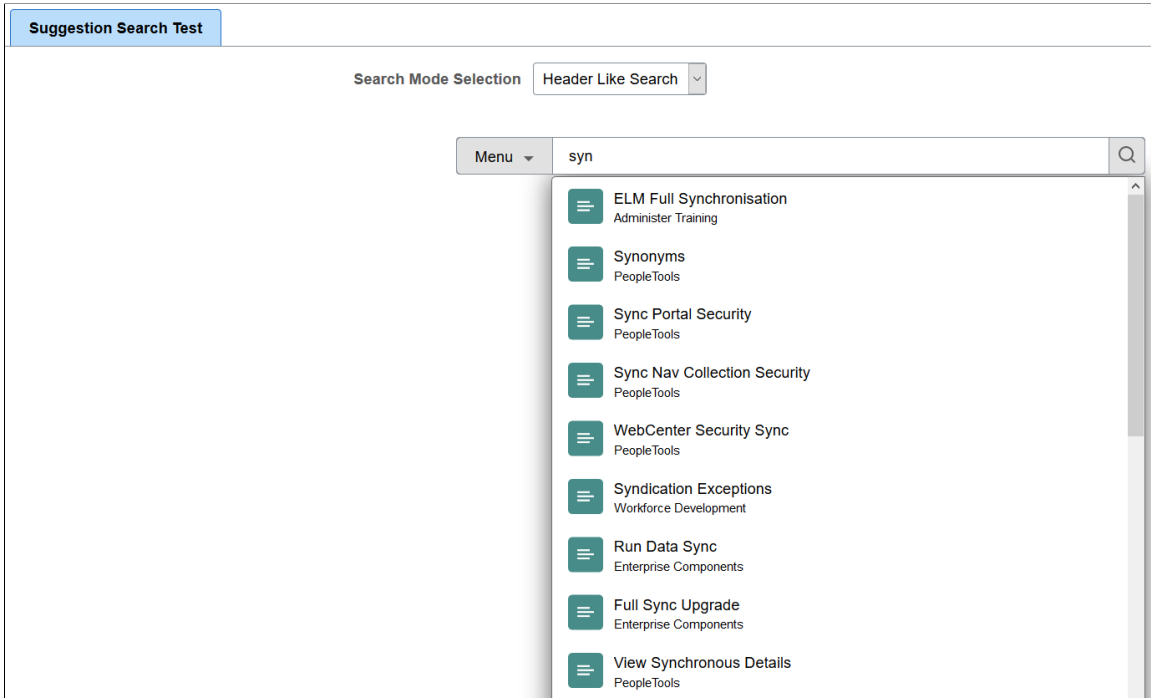 Suggestion Search Test
Search Mode Selection Header Like Search
Menu syn
ELM Full Synchronisation
Administer Training
Synonyms
PeopleTools
Sync Portal Security
PeopleTools
Sync Nav Collection Security
PeopleTools
WebCenter Security Sync
PeopleTools
Syndication Exceptions
Workforce Development
Run Data Sync
Enterprise Components
Full Sync Upgrade
Enterprise Components
View Synchronous Details
PeopleTools